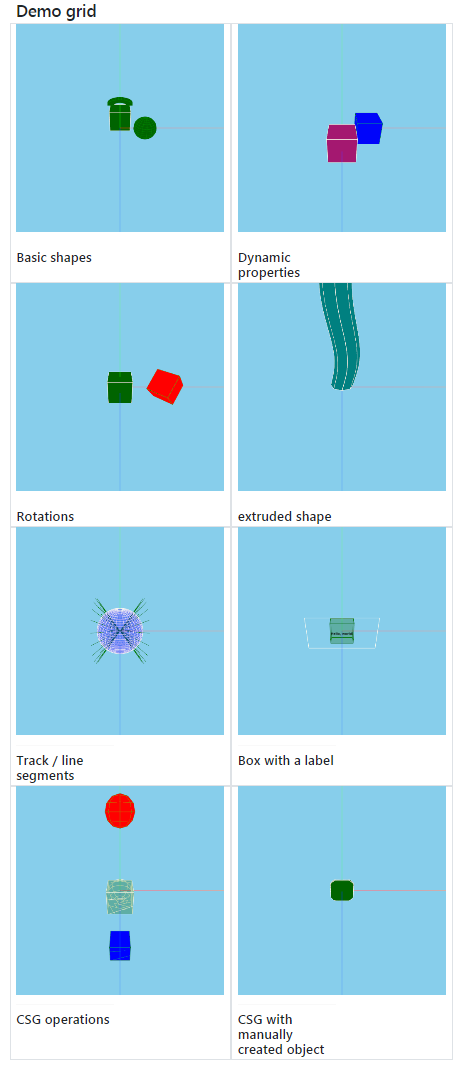 Demo grid
Basic shapes
Dynamic
properties
Rotations
extruded shape
Track / line
segments
Box with a label
CSG operations
CSG with
manually
created object